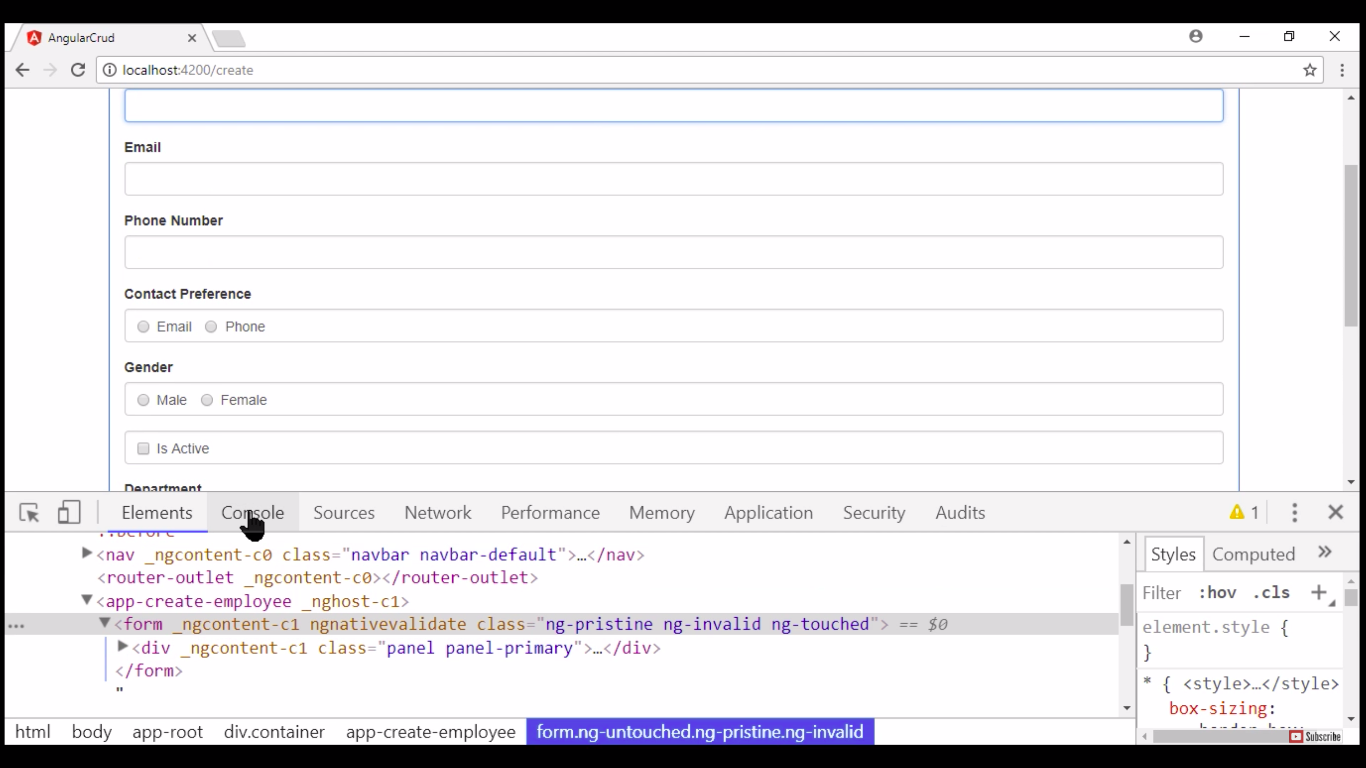 AngularCrud
localhost:4200/create
Email
Phone Number
Contact Preference
Email Phone
Gender
Male Female
Is Active
Department
Elements Console Sources Network Performance Memory Application Security Audits 1
::before
<nav _ngcontent-c0 class="navbar navbar-default">…</nav>
<router-outlet _ngcontent-c0></router-outlet>
<app-create-employee _nghost-c1>
... <form _ngcontent-c1 ngnativevalidate class="ng-pristine ng-invalid ng-touched"> == $0
<div _ngcontent-c1 class="panel panel-primary">…</div>
</form>
"
html body app-root div.container app-create-employee form.ng-untouched.ng-pristine.ng-invalid
Styles Computed »
Filter :hov .cls +
element.style {
}
* { <style>…</style>
box-sizing:
border-box;
Subscribe